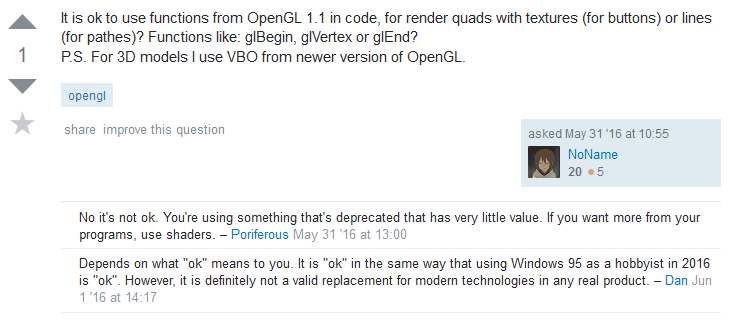 It is ok to use functions from OpenGL 1.1 in code, for render quads with textures (for buttons) or lines
(for pathes)? Functions like: glBegin, glVertex or glEnd?
1
P.S. For 3D models I use VBO from newer version of OpenGL.
opengl
share improve this question
asked May 31 '16 at 10:55
NoName
20 5
No it's not ok. You're using something that's deprecated that has very little value. If you want more from your
programs, use shaders. – Poriferous May 31 '16 at 13:00
Depends on what "ok" means to you. It is "ok" in the same way that using Windows 95 as a hobbyist in 2016
is "ok". However, it is definitely not a valid replacement for modern technologies in any real product. – Dan Jun
1 '16 at 14:17